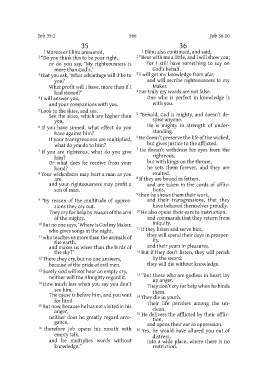 Job 35:1 560 Job 36:16
35
1 Moreover Elihu answered,
2 "Do you think this to be your right,
or do you say, 'My righteousness is
more than God's,'
3 that you ask, 'What advantage will it be to
you?
What profit will I have, more than if I
had sinned?'
4 I will answer you,
and your companions with you.
5 Look to the skies, and see.
See the skies, which are higher than
you.
6 If you have sinned, what effect do you
have against him?
If your transgressions are multiplied,
what do you do to him?
7 If you are righteous, what do you give
him?
Or what does he receive from your
hand?
8 Your wickedness may hurt a man as you
are,
and your righteousness may profit a
son of man.
9 "By reason of the multitude of oppres-
sions they cry out.
They cry for help by reason of the arm
of the mighty.
10 But no one says, 'Where is God my Maker,
who gives songs in the night,
11 who teaches us more than the animals of
the earth,
and makes us wiser than the birds of
the sky?'
12 There they cry, but no one answers,
because of the pride of evil men.
13 Surely God will not hear an empty cry,
neither will the Almighty regard it.
14 How much less when you say you don't
see him.
The cause is before him, and you wait
for him!
15 But now, because he has not visited in his
anger,
neither does he greatly regard arro-
gance,
16 therefore Job opens his mouth with
empty talk,
and he multiplies words without
knowledge."
36
1 Elihu also continued, and said,
2 "Bear with me a little, and I will show you;
for I still have something to say on
God's behalf.
3 I will get my knowledge from afar,
and will ascribe righteousness to my
Maker.
4 For truly my words are not false.
One who is perfect in knowledge is
with you.
5 "Behold, God is mighty, and doesn't de-
spise anyone.
He is mighty in strength of under-
standing.
6 He doesn't preserve the life of the wicked,
but gives justice to the afflicted.
7 He doesn't withdraw his eyes from the
righteous,
but with kings on the throne,
he sets them forever, and they are
exalted.
8 If they are bound in fetters,
and are taken in the cords of afflic-
tions,
9 then he shows them their work,
and their transgressions, that they
have behaved themselves proudly.
10 He also opens their ears to instruction,
and commands that they return from
iniquity.
11 If they listen and serve him,
they will spend their days in prosper-
ity,
and their years in pleasures.
12 But if they don't listen, they will perish
by the sword;
they will die without knowledge.
13 "But those who are godless in heart lay
up anger.
They don't cry for help when he binds
them.
14 They die in youth.
Their life perishes among the un-
clean.
15 He delivers the afflicted by their afflic-
tion,
and opens their ear in oppression.
16 Yes, he would have allured you out of
distress,
into a wide place, where there is no
restriction.